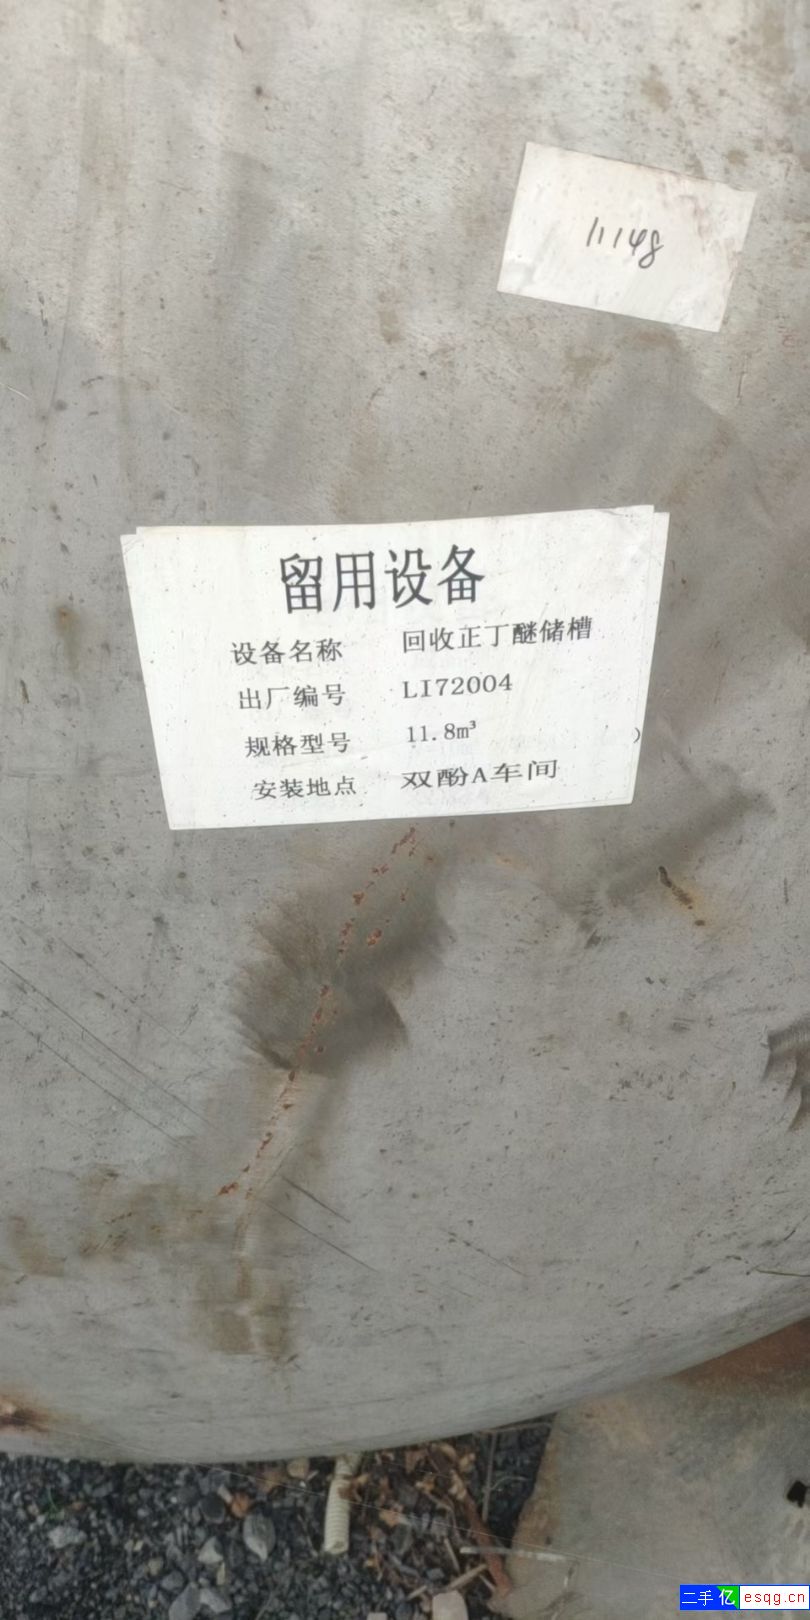 11148
留用设备
设备名称 回收正丁醚储槽
出厂编号 LI72004
规格型号 11.8m³
安装地点 双酚A车间
二手亿 esqg.cn